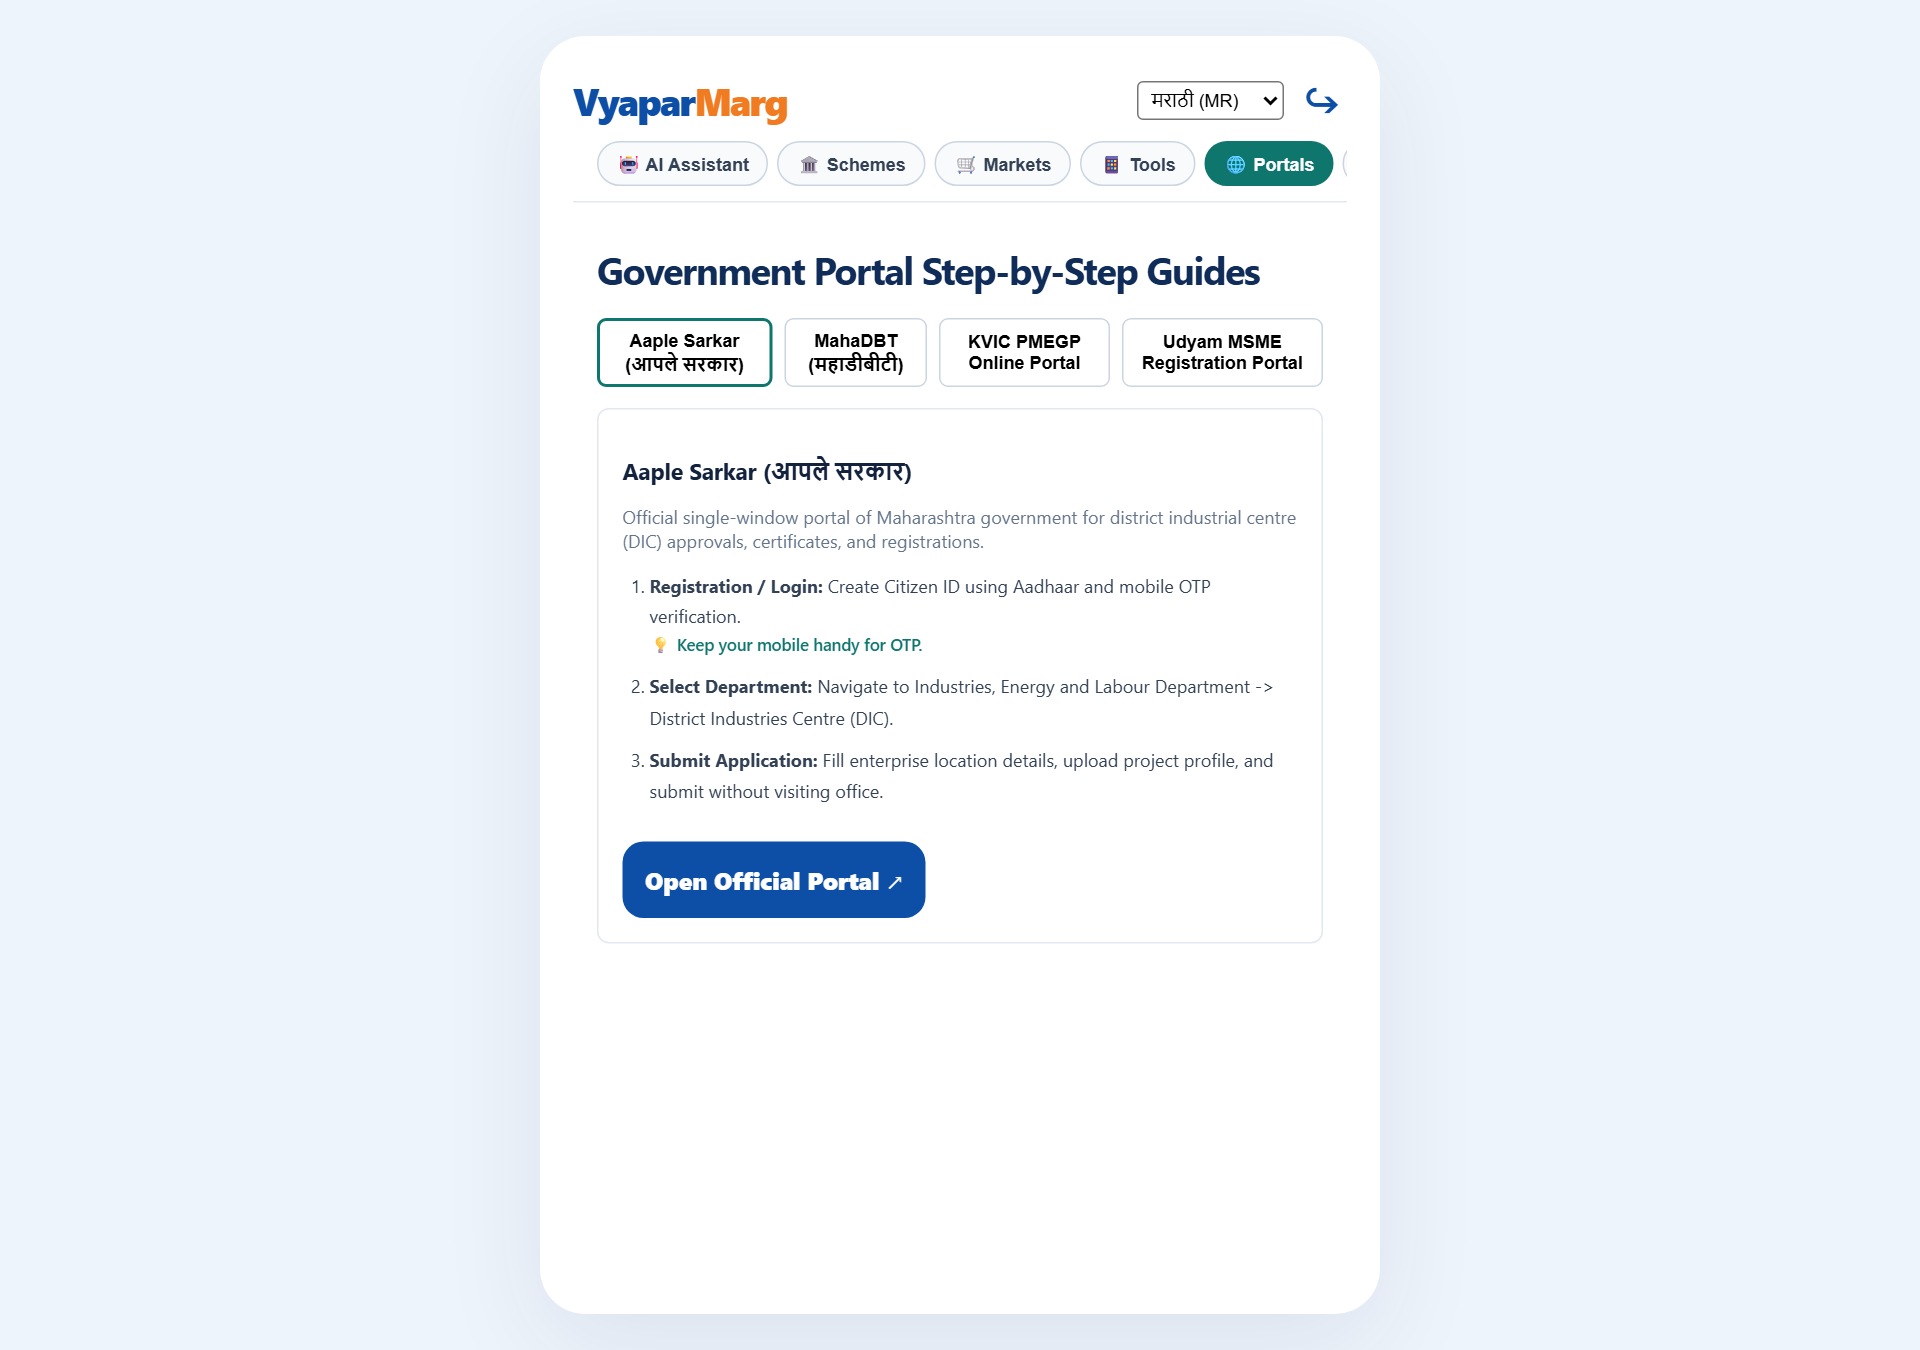 VyaparMarg
मराठी (MR)
AI Assistant
Schemes
Markets
Tools
Portals
Government Portal Step-by-Step Guides
Aaple Sarkar
(आपले सरकार)
MahaDBT
(महाडीबीटी)
KVIC PMEGP
Online Portal
Udyam MSME
Registration Portal
Aaple Sarkar (आपले सरकार)
Official single-window portal of Maharashtra government for district industrial centre
(DIC) approvals, certificates, and registrations.
1. Registration / Login: Create Citizen ID using Aadhaar and mobile OTP
verification.
Keep your mobile handy for OTP.
2. Select Department: Navigate to Industries, Energy and Labour Department ->
District Industries Centre (DIC).
3. Submit Application: Fill enterprise location details, upload project profile, and
submit without visiting office.
Open Official Portal ↗